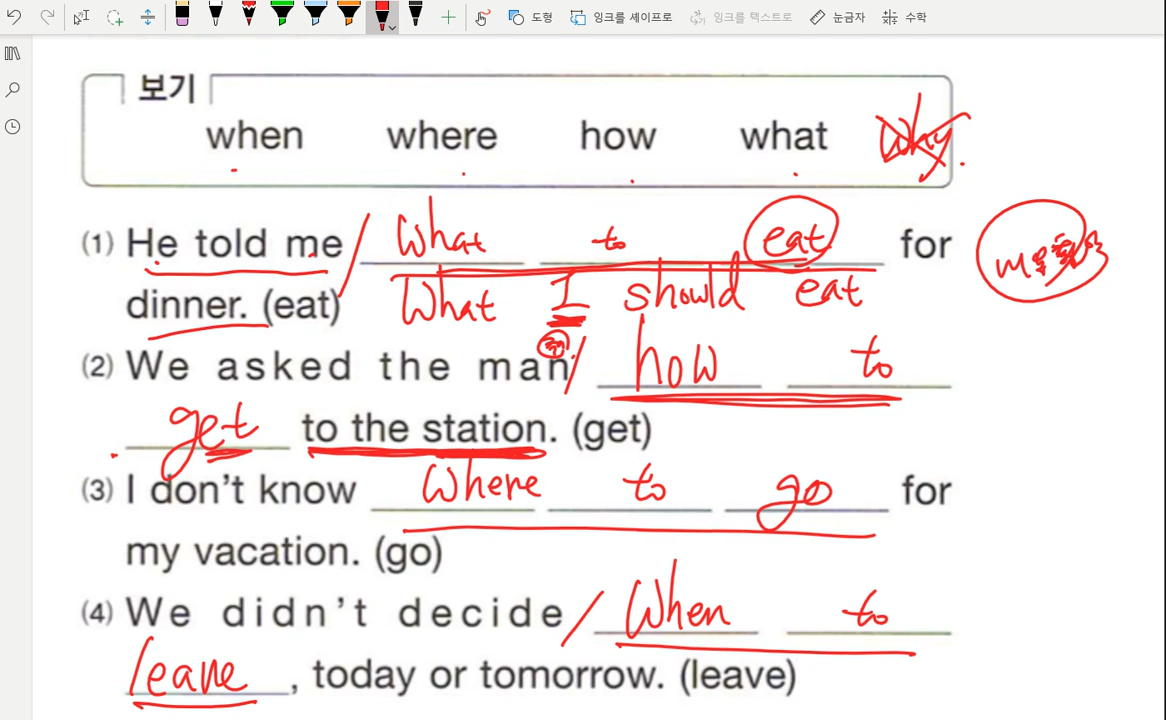 도형 잉크를 셰이프로 잉크를 텍스트로 눈금자 수학
보기
when where how what why
(1) He told me / What to eat for
dinner. (eat) What I should eat
(2) We asked the man / how to
get to the station. (get)
(3) I don't know where to go for
my vacation. (go)
(4) We didn't decide / when to
leave, today or tomorrow. (leave)